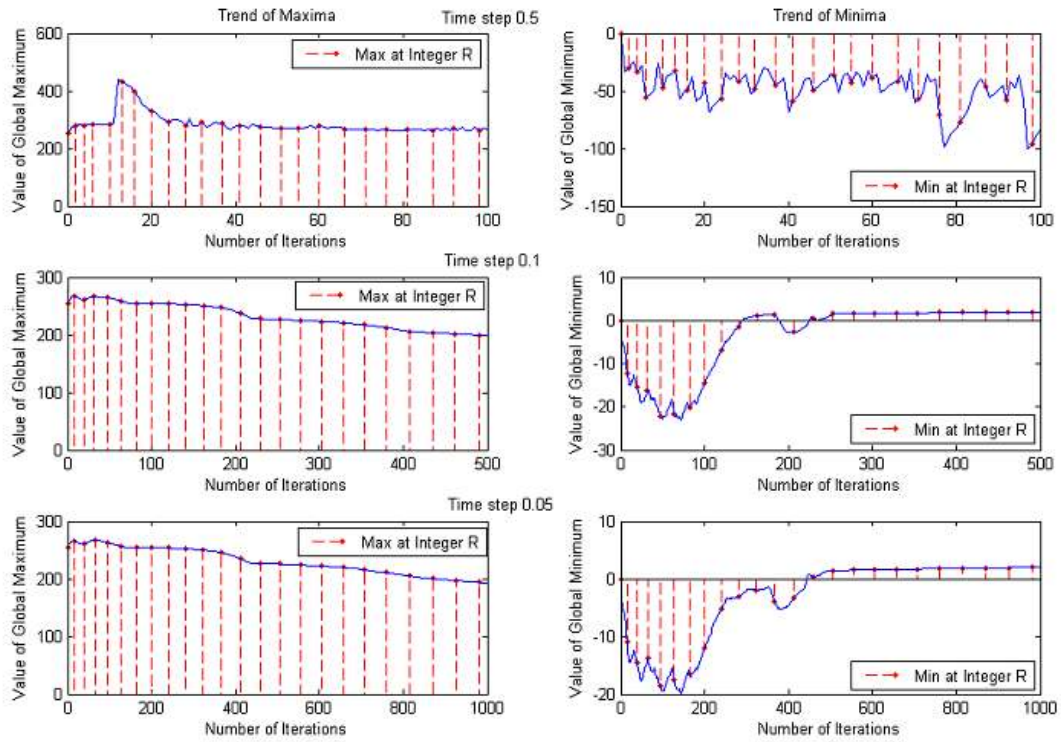 Trend of Maxima
Time step 0.5
Trend of Minima
600
400
200
0
Value of Global Maximum
Max at Integer R
0 20 40 60 80 100
Number of Iterations
0
-50
-100
-150
Value of Global Minimum
Min at Integer R
0 20 40 60 80 100
Number of Iterations
Time step 0.1
300
200
100
0
Value of Global Maximum
Max at Integer R
0 100 200 300 400 500
Number of Iterations
10
0
-10
-20
-30
Value of Global Minimum
Min at Integer R
0 100 200 300 400 500
Number of Iterations
Time step 0.05
300
200
100
0
Value of Global Maximum
Max at Integer R
0 200 400 600 800 1000
Number of Iterations
10
0
-10
-20
Value of Global Minimum
Min at Integer R
0 200 400 600 800 1000
Number of Iterations